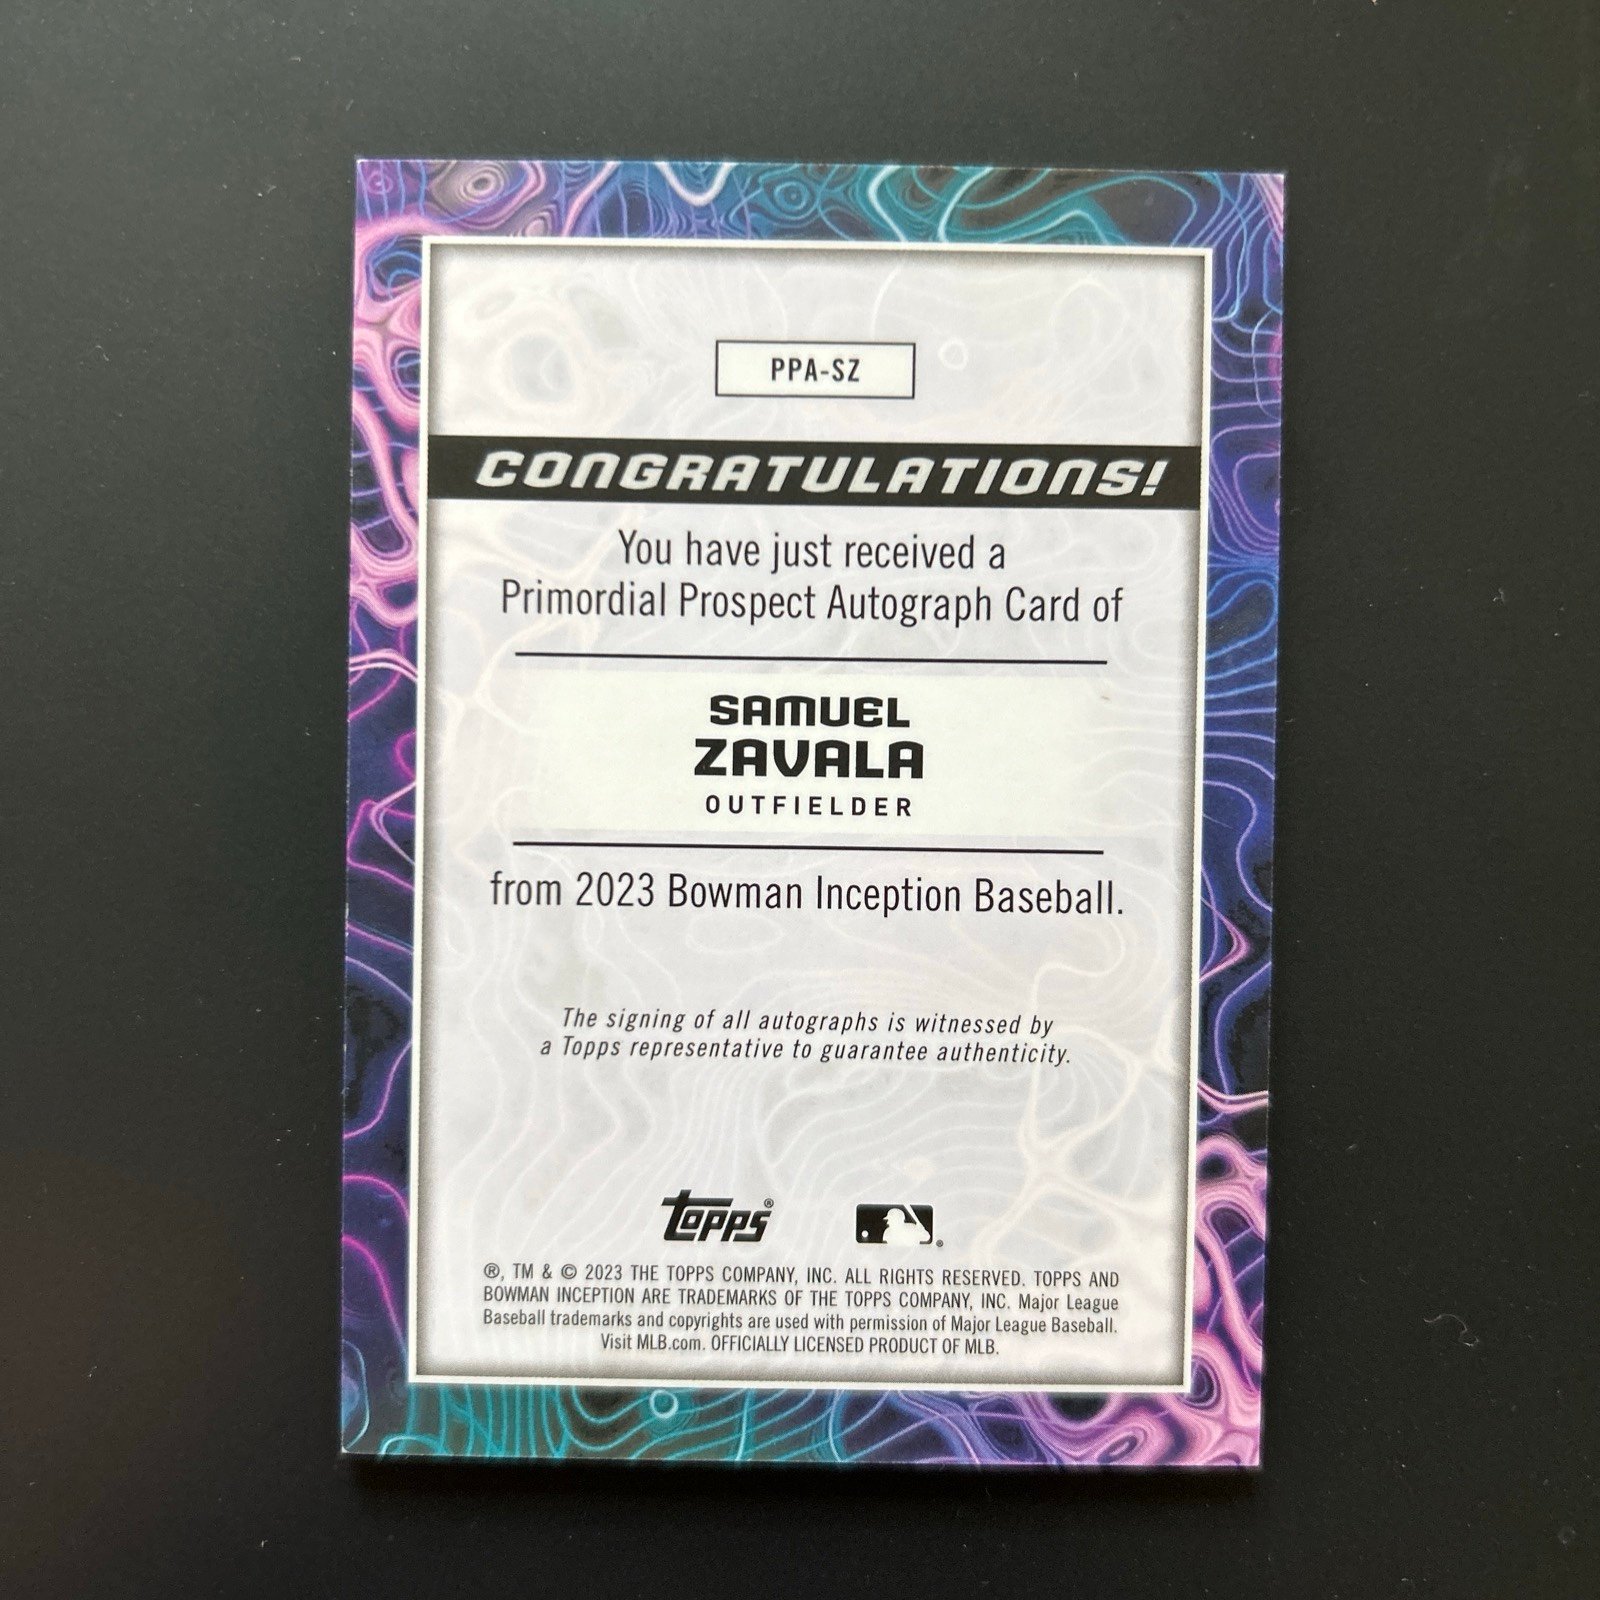 PPA-SZ
CONGRATULATIONS!
You have just received a
Primordial Prospect Autograph Card of
SAMUEL
ZAVALA
OUTFIELDER
from 2023 Bowman Inception Baseball.
The signing of all autographs is witnessed by
a Topps representative to guarantee authenticity.
topps®
®
®, TM & © 2023 THE TOPPS COMPANY, INC. ALL RIGHTS RESERVED. TOPPS AND
BOWMAN INCEPTION ARE TRADEMARKS OF THE TOPPS COMPANY, INC. Major League
Baseball trademarks and copyrights are used with permission of Major League Baseball.
Visit MLB.com. OFFICIALLY LICENSED PRODUCT OF MLB.